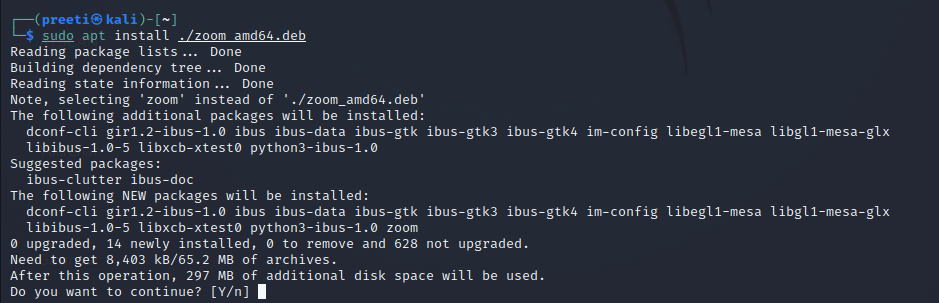 ┌──(preeti㉿kali)-[~]
└─$ sudo apt install ./zoom_amd64.deb
Reading package lists... Done
Building dependency tree... Done
Reading state information... Done
Note, selecting 'zoom' instead of './zoom_amd64.deb'
The following additional packages will be installed:
  dconf-cli gir1.2-ibus-1.0 ibus ibus-data ibus-gtk ibus-gtk3 ibus-gtk4 im-config libegl1-mesa libgl1-mesa-glx
  libibus-1.0-5 libxcb-xtest0 python3-ibus-1.0
Suggested packages:
  ibus-clutter ibus-doc
The following NEW packages will be installed:
  dconf-cli gir1.2-ibus-1.0 ibus ibus-data ibus-gtk ibus-gtk3 ibus-gtk4 im-config libegl1-mesa libgl1-mesa-glx
  libibus-1.0-5 libxcb-xtest0 python3-ibus-1.0 zoom
0 upgraded, 14 newly installed, 0 to remove and 628 not upgraded.
Need to get 8,403 kB/65.2 MB of archives.
After this operation, 297 MB of additional disk space will be used.
Do you want to continue? [Y/n]